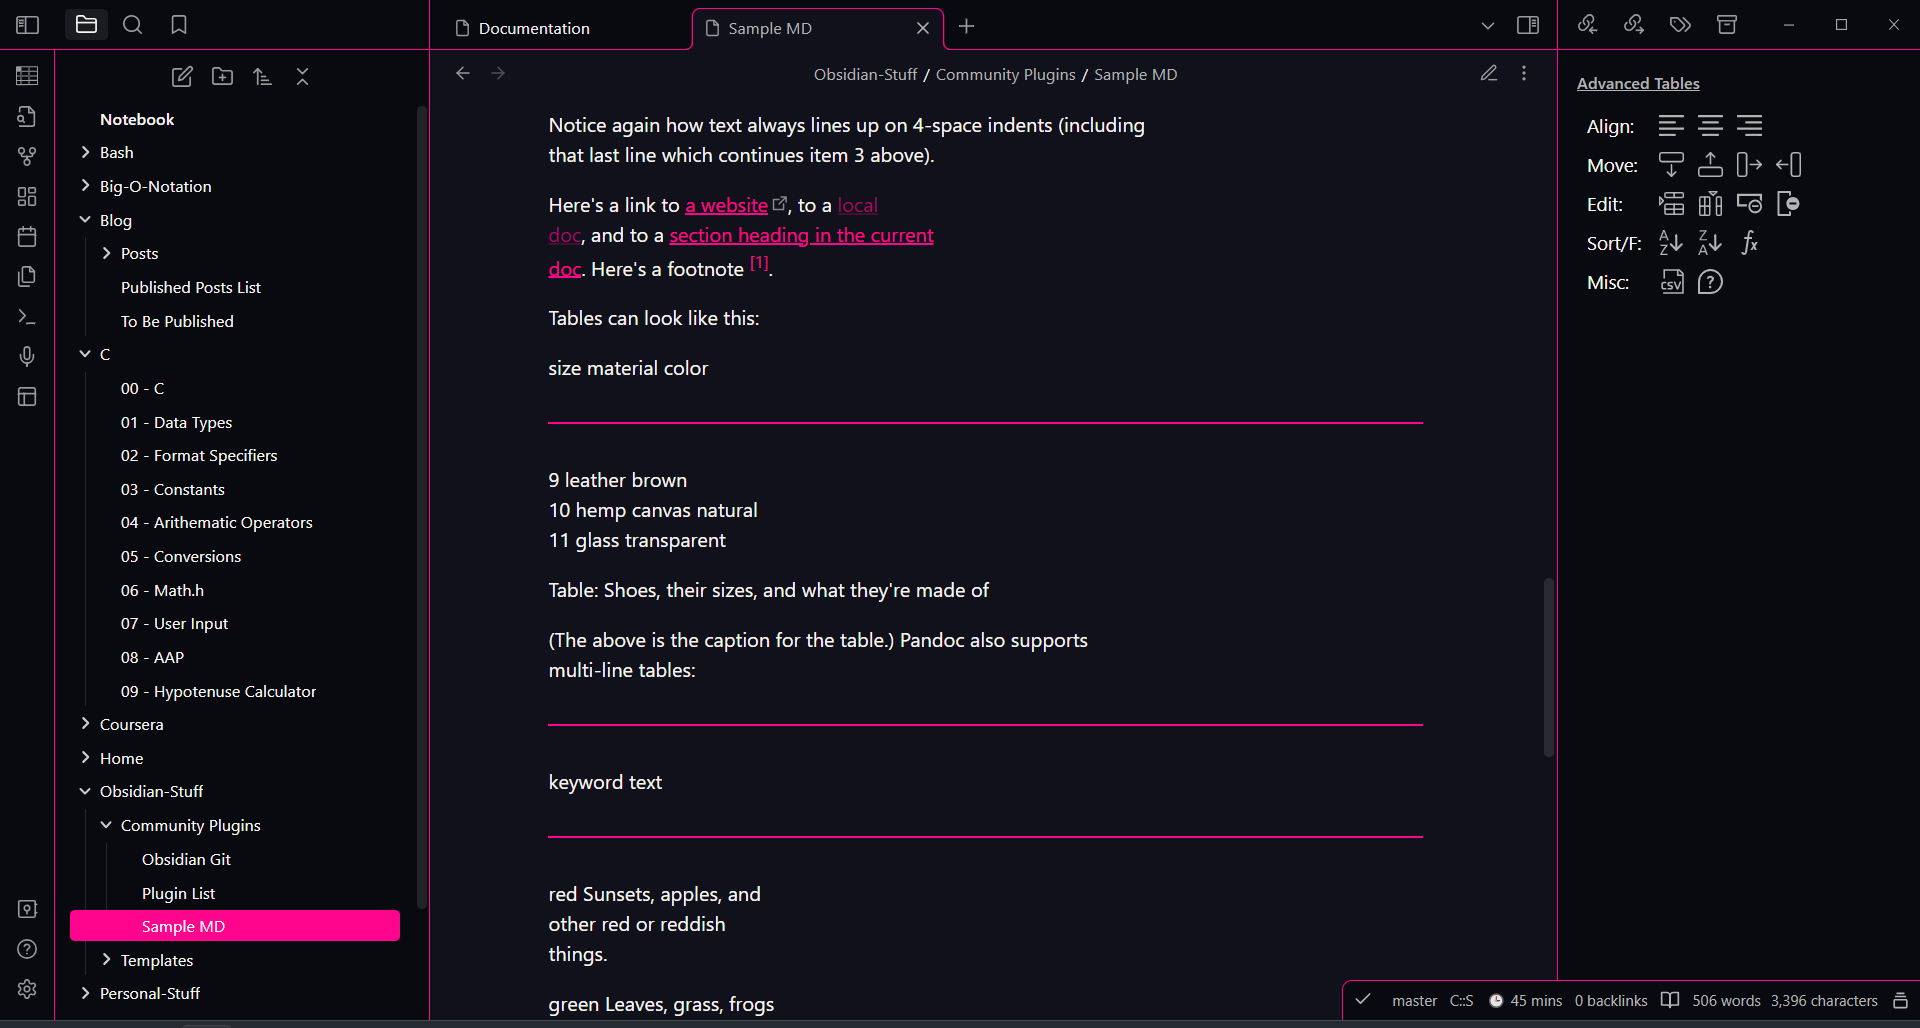 Documentation
Sample MD
Notebook
Bash
Big-O-Notation
Blog
Posts
Published Posts List
To Be Published
C
00 - C
01 - Data Types
02 - Format Specifiers
03 - Constants
04 - Arithematic Operators
05 - Conversions
06 - Math.h
07 - User Input
08 - AAP
09 - Hypotenuse Calculator
Coursera
Home
Obsidian-Stuff
Community Plugins
Obsidian Git
Plugin List
Sample MD
Templates
Personal-Stuff
Obsidian-Stuff / Community Plugins / Sample MD
Notice again how text always lines up on 4-space indents (including
that last line which continues item 3 above).
Here's a link to a website, to a local
doc, and to a section heading in the current
doc. Here's a footnote [1].
Tables can look like this:
size material color
9 leather brown
10 hemp canvas natural
11 glass transparent
Table: Shoes, their sizes, and what they're made of
(The above is the caption for the table.) Pandoc also supports
multi-line tables:
keyword text
red Sunsets, apples, and
other red or reddish
things.
green Leaves, grass, frogs
Advanced Tables
Align:
Move:
Edit:
Sort/F: A Z Z A fx
Misc: CSV ?
master C::S 45 mins 0 backlinks 506 words 3,396 characters